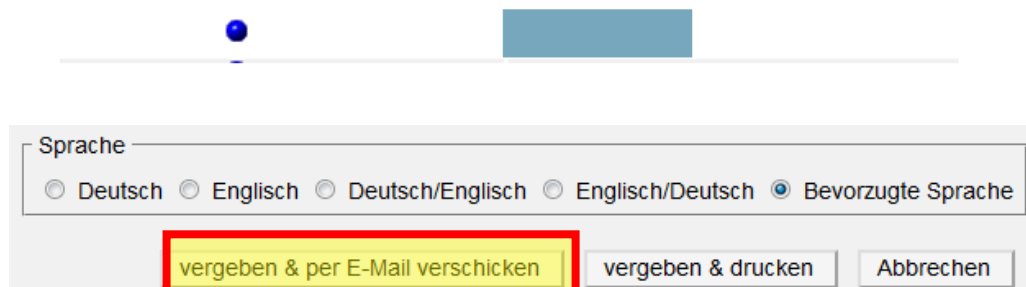 Sprache
Deutsch Englisch Deutsch/Englisch Englisch/Deutsch Bevorzugte Sprache
vergeben & per E-Mail verschicken vergeben & drucken Abbrechen